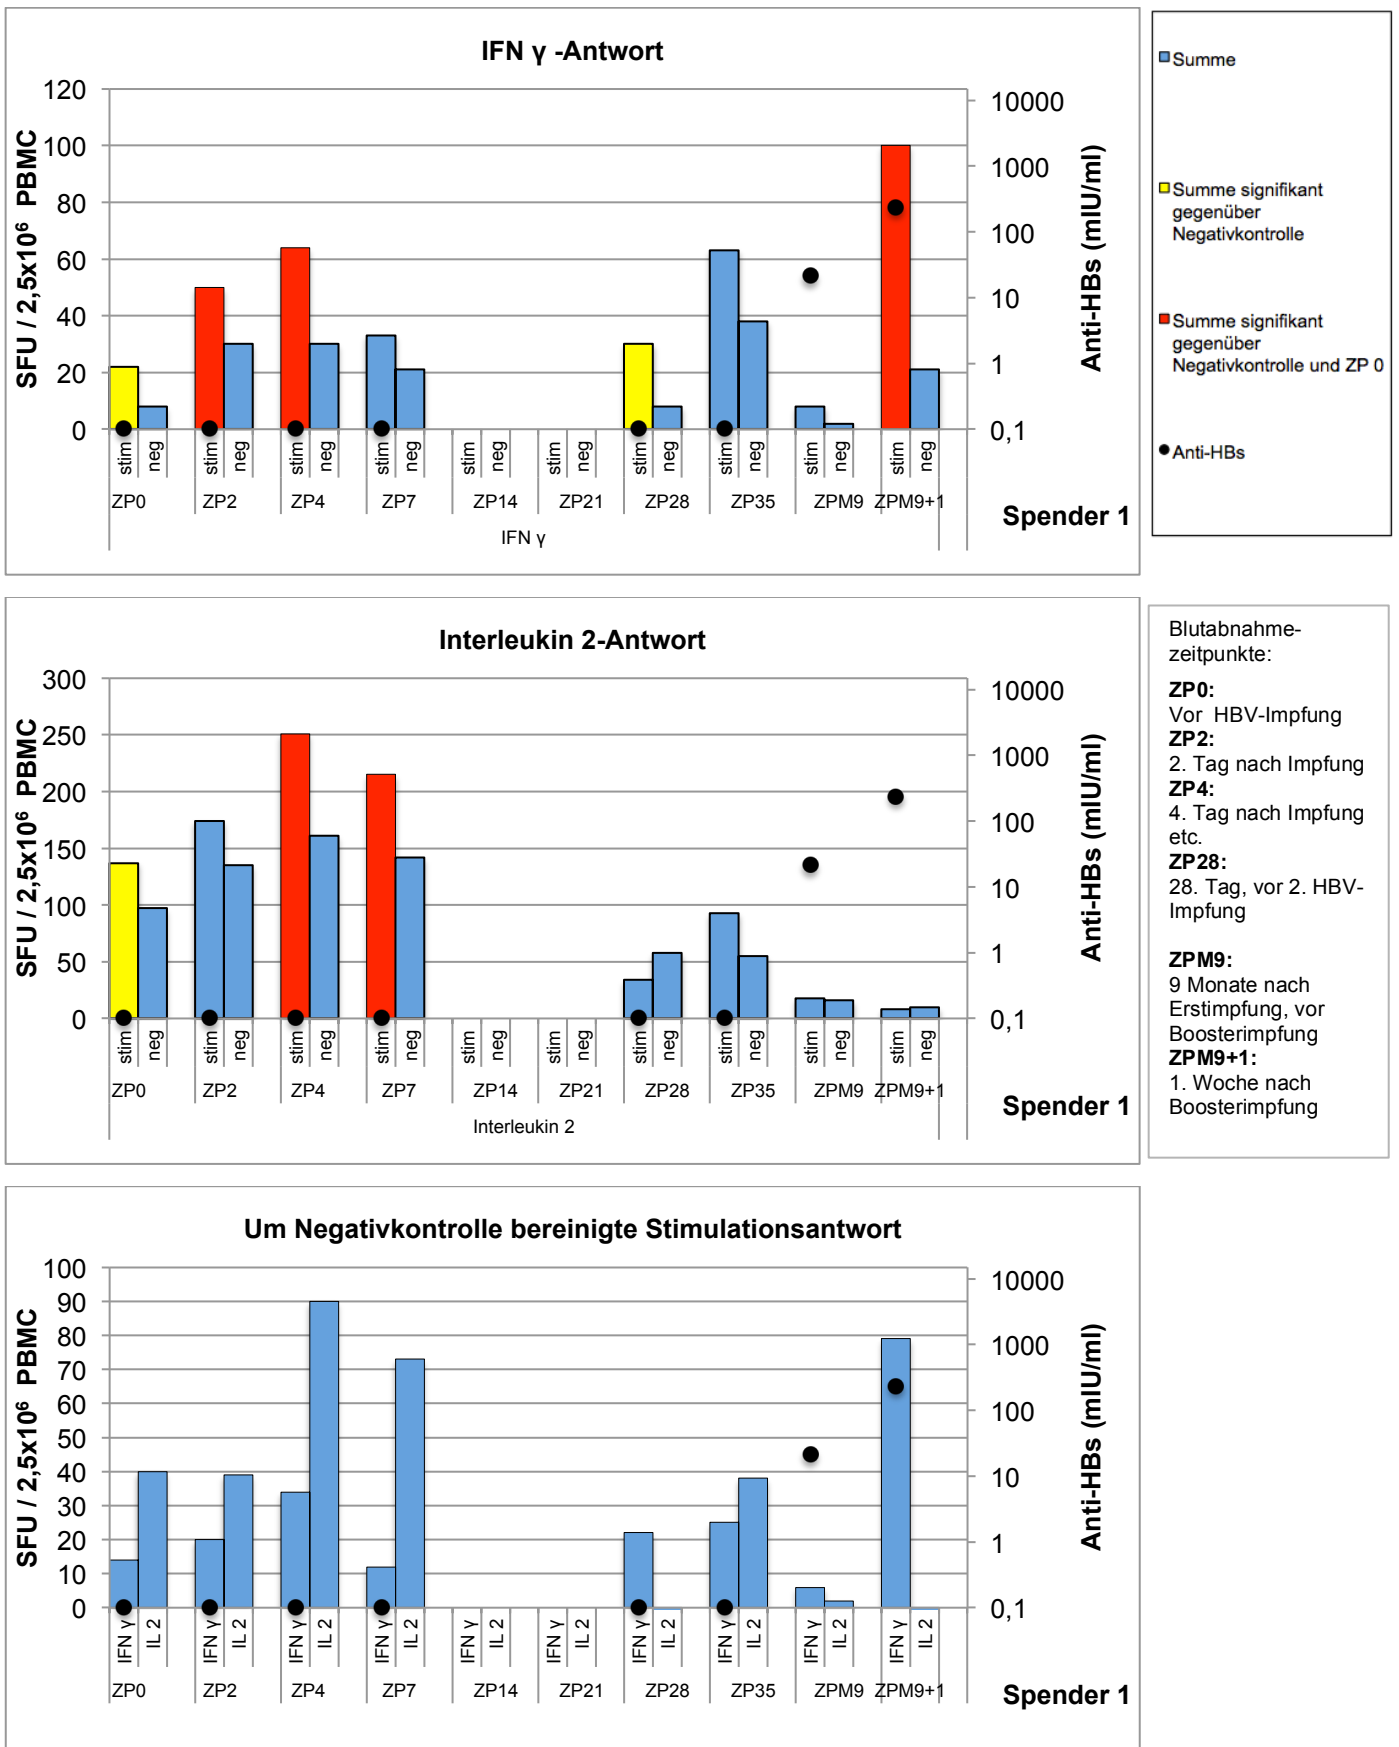 IFN γ -Antwort
SFU / 2,5x10⁶ PBMC
120
100
80
60
40
20
0
10000
1000
100
10
1
0,1
Anti-HBs (mIU/ml)
stim neg stim neg stim neg stim neg stim neg stim neg stim neg stim neg stim neg stim neg
ZP0 ZP2 ZP4 ZP7 ZP14 ZP21 ZP28 ZP35 ZPM9 ZPM9+1
IFN γ
Spender 1
Summe
Summe signifikant
gegenüber
Negativkontrolle
Summe signifikant
gegenüber
Negativkontrolle und ZP 0
Anti-HBs
Interleukin 2-Antwort
SFU / 2,5x10⁶ PBMC
300
250
200
150
100
50
0
10000
1000
100
10
1
0,1
Anti-HBs (mIU/ml)
stim neg stim neg stim neg stim neg stim neg stim neg stim neg stim neg stim neg stim neg
ZP0 ZP2 ZP4 ZP7 ZP14 ZP21 ZP28 ZP35 ZPM9 ZPM9+1
Interleukin 2
Spender 1
Blutabnahme-
zeitpunkte:
ZP0:
Vor HBV-Impfung
ZP2:
2. Tag nach Impfung
ZP4:
4. Tag nach Impfung
etc.
ZP28:
28. Tag, vor 2. HBV-
Impfung
ZPM9:
9 Monate nach
Erstimpfung, vor
Boosterimpfung
ZPM9+1:
1. Woche nach
Boosterimpfung
Um Negativkontrolle bereinigte Stimulationsantwort
SFU / 2,5x10⁶ PBMC
100
90
80
70
60
50
40
30
20
10
0
10000
1000
100
10
1
0,1
Anti-HBs (mIU/ml)
IFN γ IL 2 IFN γ IL 2 IFN γ IL 2 IFN γ IL 2 IFN γ IL 2 IFN γ IL 2 IFN γ IL 2 IFN γ IL 2 IFN γ IL 2 IFN γ IL 2
ZP0 ZP2 ZP4 ZP7 ZP14 ZP21 ZP28 ZP35 ZPM9 ZPM9+1
Spender 1